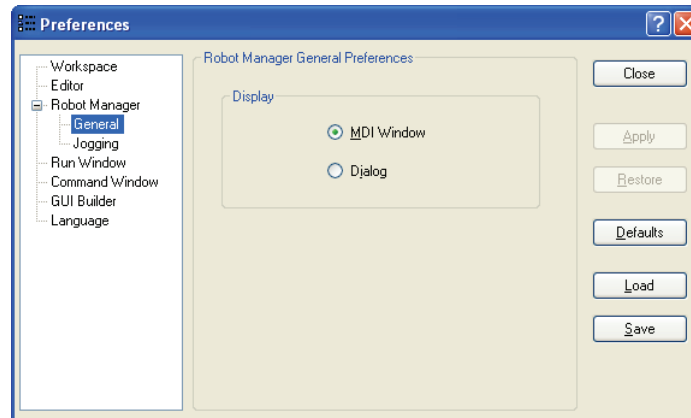 Preferences
Workspace
Editor
Robot Manager
General
Jogging
Run Window
Command Window
GUI Builder
Language
Robot Manager General Preferences
Display
MDI Window
Dialog
Close
Apply
Restore
Defaults
Load
Save